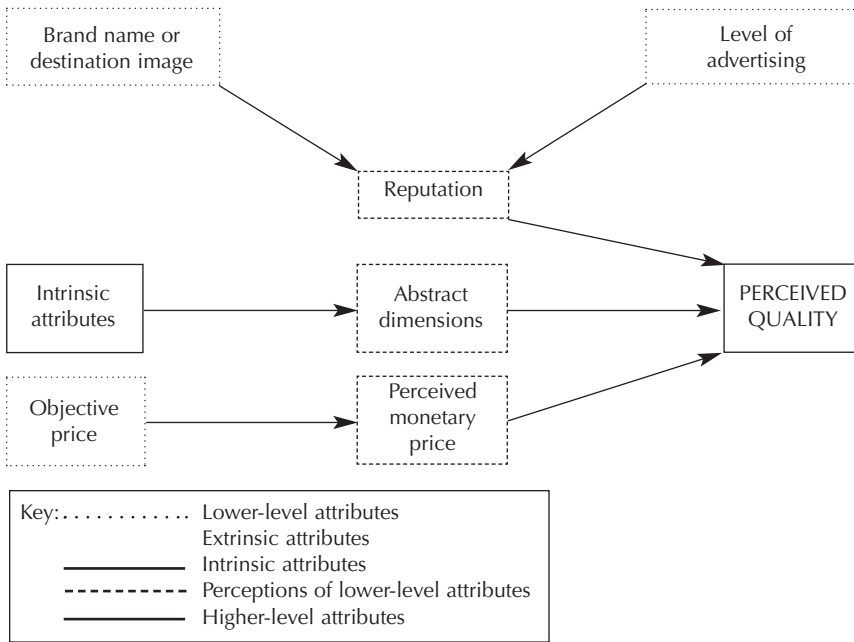 Brand name or
destination image
Level of
advertising
Reputation
Intrinsic
attributes
Abstract
dimensions
PERCEIVED
QUALITY
Objective
price
Perceived
monetary
price
Key:............. Lower-level attributes
Extrinsic attributes
Intrinsic attributes
Perceptions of lower-level attributes
Higher-level attributes